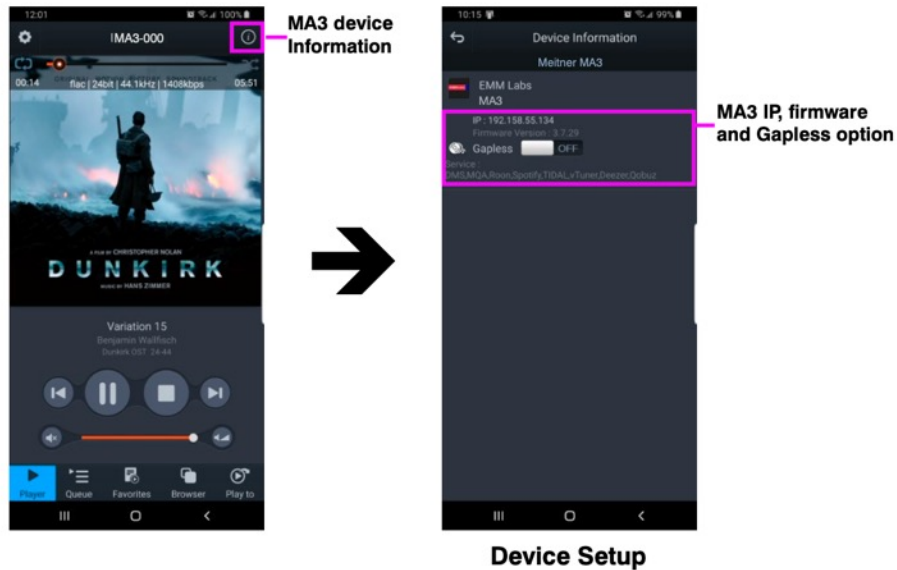 12:01
100%
MA3-000
ORIGINAL MOTION PICTURE SOUNDTRACK
00:14
flac | 24bit | 44.1kHz | 1408kbps
05:51
A FILM BY CHRISTOPHER NOLAN
DUNKIRK
MUSIC BY HANS ZIMMER
Variation 15
Benjamin Wallfisch
Dunkirk OST 24-44
Player
Queue
Favorites
Browser
Play to
MA3 device
Information
10:15
99%
Device Information
Meitner MA3
EMM Labs
MA3
IP : 192.158.55.134
Firmware Version : 3.7.29
Gapless
OFF
Service :
DMS,MQA,Roon,Spotify,TIDAL,vTuner,Deezer,Qobuz
MA3 IP, firmware
and Gapless option
Device Setup